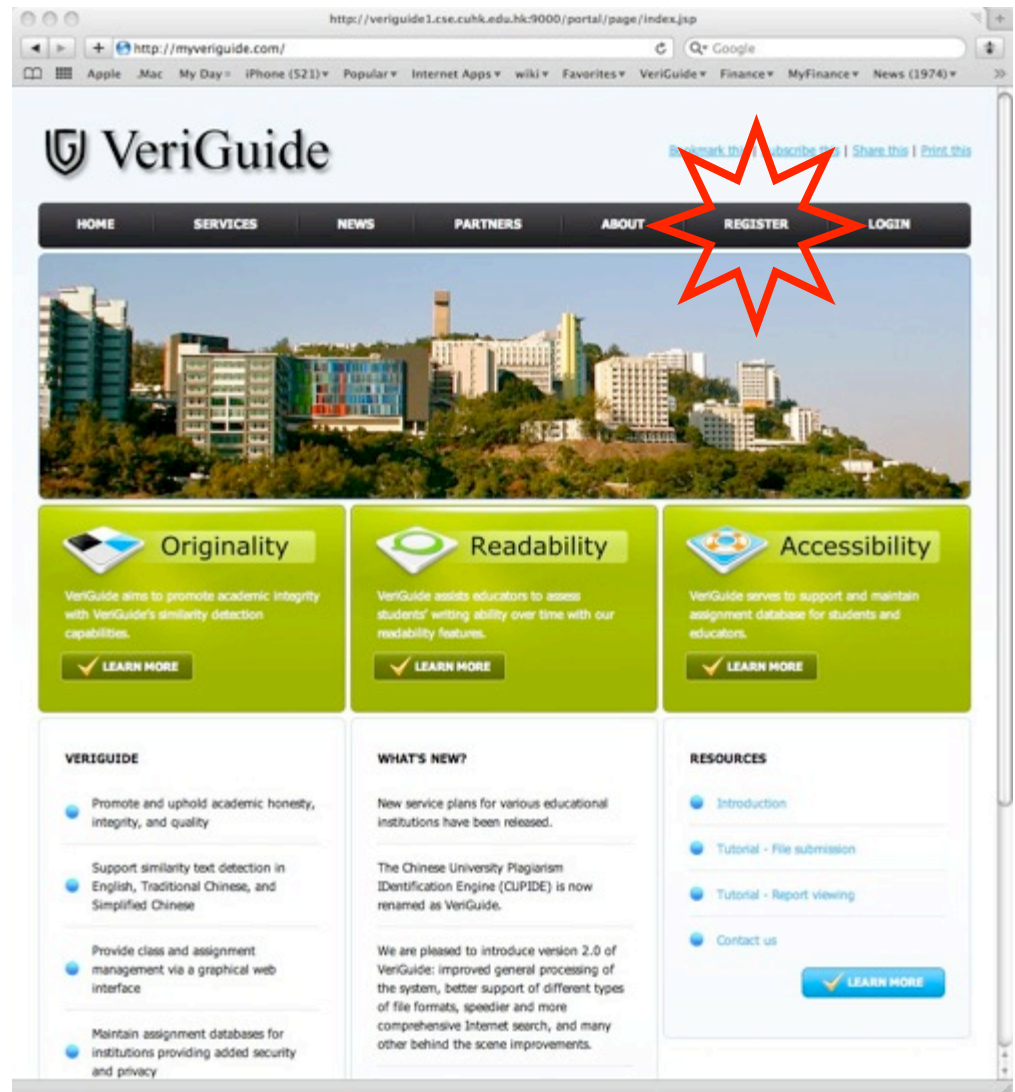 http://veriguide1.cse.cuhk.edu.hk:9000/portal/page/index.jsp
http://myveriguide.com/
Google
Apple .Mac My Day iPhone (521) Popular Internet Apps wiki Favorites VeriGuide Finance MyFinance News (1974)
VeriGuide
Bookmark this | Subscribe this | Share this | Print this
HOME SERVICES NEWS PARTNERS ABOUT REGISTER LOGIN
Originality
VeriGuide aims to promote academic integrity
with VeriGuide's similarity detection
capabilities.
LEARN MORE
Readability
VeriGuide assists educators to assess
students' writing ability over time with our
readability features.
LEARN MORE
Accessibility
VeriGuide serves to support and maintain
assignment database for students and
educators.
LEARN MORE
VERIGUIDE
Promote and uphold academic honesty,
integrity, and quality
Support similarity text detection in
English, Traditional Chinese, and
Simplified Chinese
Provide class and assignment
management via a graphical web
interface
Maintain assignment databases for
institutions providing added security
and privacy
WHAT'S NEW?
New service plans for various educational
institutions have been released.
The Chinese University Plagiarism
IDentification Engine (CUPIDE) is now
renamed as VeriGuide.
We are pleased to introduce version 2.0 of
VeriGuide: improved general processing of
the system, better support of different types
of file formats, speedier and more
comprehensive Internet search, and many
other behind the scene improvements.
RESOURCES
Introduction
Tutorial - File submission
Tutorial - Report viewing
Contact us
LEARN MORE